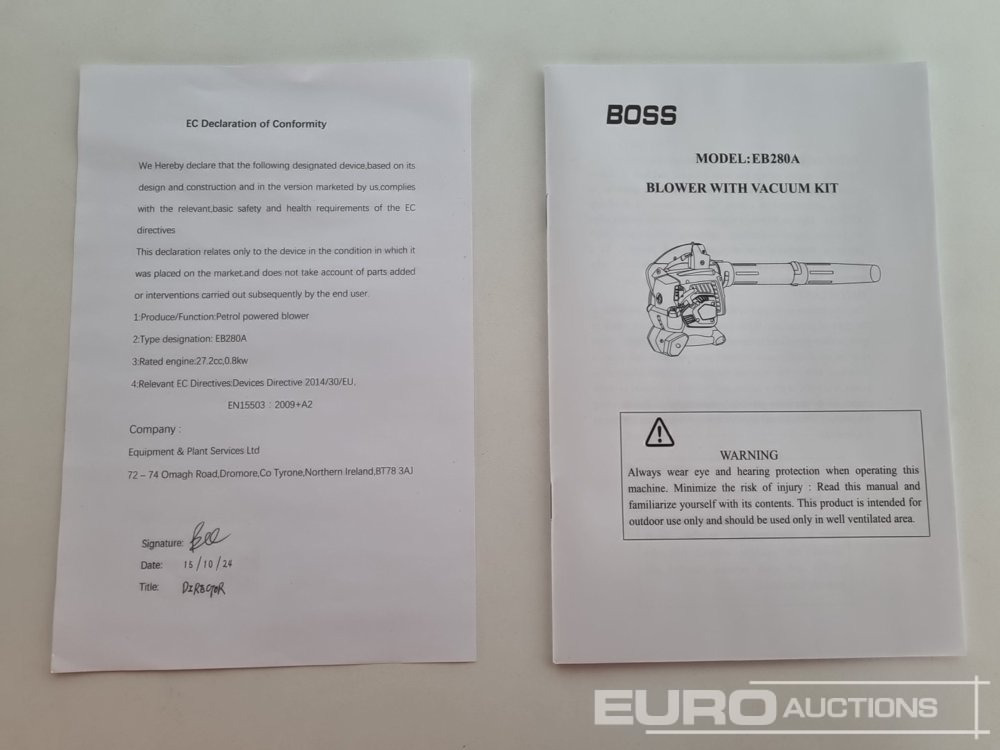 EC Declaration of Conformity
We Hereby declare that the following designated device,based on its
design and construction and in the version marketed by us,complies
with the relevant,basic safety and health requirements of the EC
directives
This declaration relates only to the device in the condition in which it
was placed on the market.and does not take account of parts added
or interventions carried out subsequently by the end user.
1:Produce/Function:Petrol powered blower
2:Type designation: EB280A
3:Rated engine:27.2cc,0.8kw
4:Relevant EC Directives:Devices Directive 2014/30/EU,
EN15503：2009+A2
Company :
Equipment & Plant Services Ltd
72 – 74 Omagh Road,Dromore,Co Tyrone,Northern Ireland,BT78 3AJ
Signature:
Date: 15/10/24
Title: DIRECTOR
BOSS
MODEL:EB280A
BLOWER WITH VACUUM KIT
WARNING
Always wear eye and hearing protection when operating this
machine. Minimize the risk of injury : Read this manual and
familiarize yourself with its contents. This product is intended for
outdoor use only and should be used only in well ventilated area.
EURO AUCTIONS